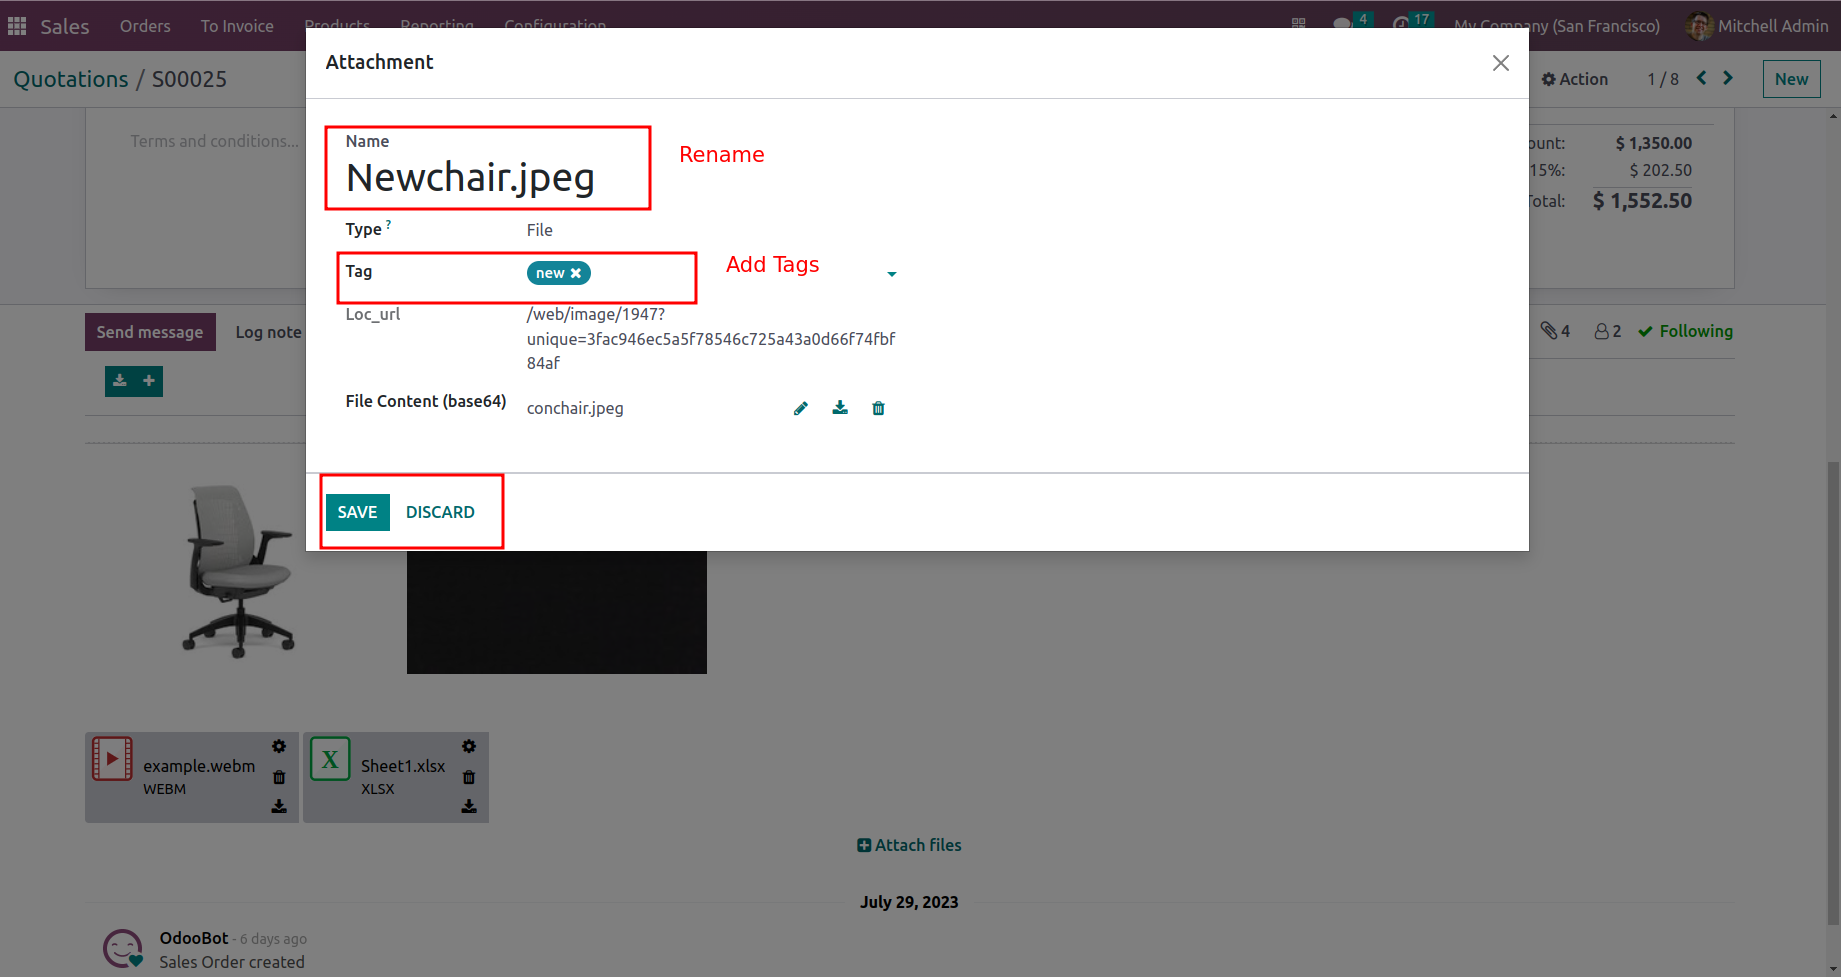 Sales Orders To Invoice Products Reporting Configuration 4 17 My Company (San Francisco) Mitchell Admin
Quotations / S00025
Action 1 / 8 New
Attachment
Terms and conditions...
Name
Newchair.jpeg
Rename
Type ? File
Tag new
Add Tags
Loc_url /web/image/1947?
unique=3fac946ec5a5f78546c725a43a0d66f74fbf
84af
File Content (base64) conchair.jpeg
SAVE DISCARD
ount: $ 1,350.00
15%: $ 202.50
Total: $ 1,552.50
Send message Log note 4 2 Following
example.webm
WEBM
X
Sheet1.xlsx
XLSX
Attach files
July 29, 2023
OdooBot - 6 days ago
Sales Order created